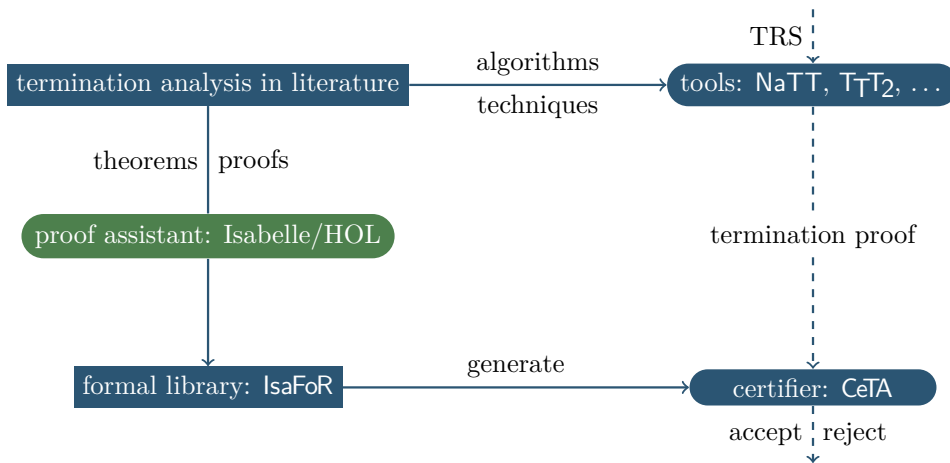 TRS
algorithms
termination analysis in literature
tools: NaTT, TTT2, ...
techniques
theorems proofs
proof assistant: Isabelle/HOL
termination proof
generate
formal library: IsaFoR
certifier: CeTA
accept reject